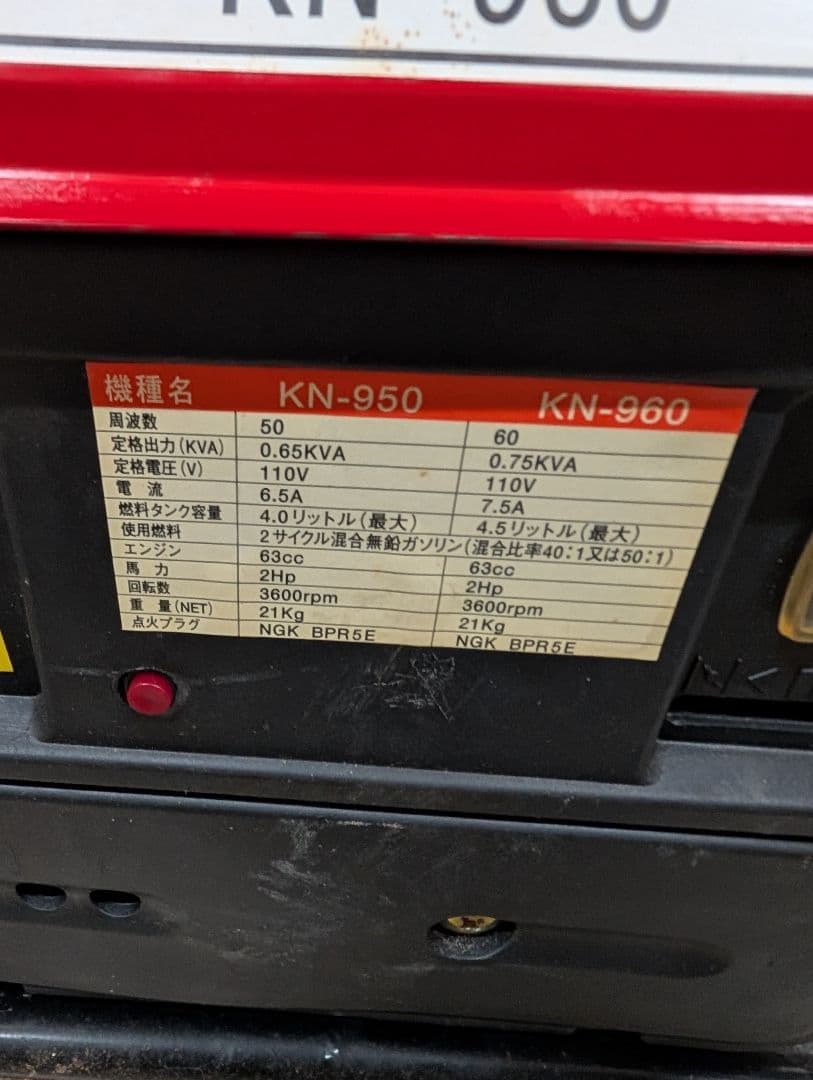 KN-960
機種名 KN-950 KN-960
周波数 50 60
定格出力(KVA) 0.65KVA 0.75KVA
定格電圧(V) 110V 110V
電 流 6.5A 7.5A
燃料タンク容量 4.0リットル(最大) 4.5リットル(最大)
使用燃料 2サイクル混合無鉛ガソリン(混合比率40:1又は50:1)
エンジン 63cc 63cc
馬 力 2Hp 2Hp
回転数 3600rpm 3600rpm
重 量(NET) 21Kg 21Kg
点火プラグ NGK BPR5E NGK BPR5E